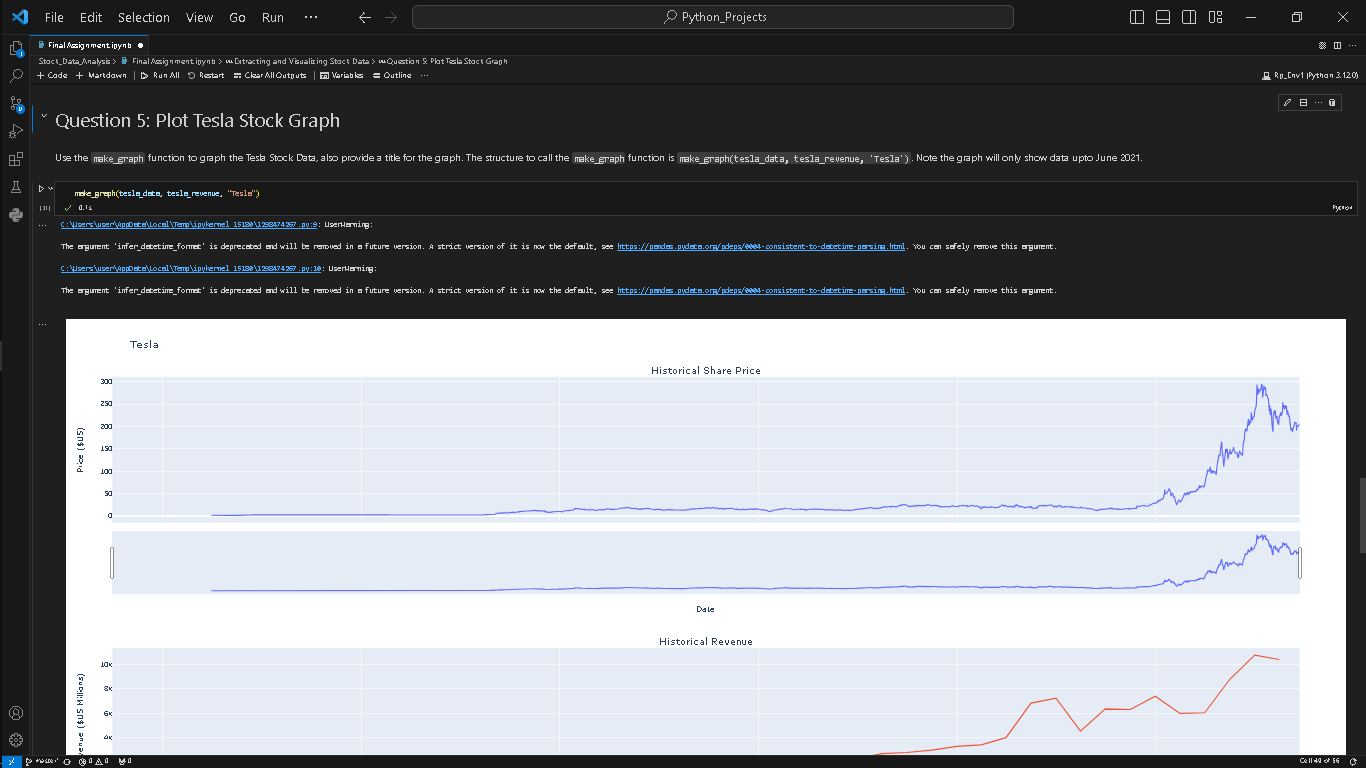 File Edit Selection View Go Run ··· Python_Projects
Final Assignment.ipynb
Stock_Data_Analysis > Final Assignment.ipynb > Extracting and Visualizing Stock Data > Question 5: Plot Tesla Stock Graph
+ Code + Markdown Run All Restart Clear All Outputs Variables Outline ··· Rp_Env1 (Python 3.12.0)
Question 5: Plot Tesla Stock Graph
Use the make_graph function to graph the Tesla Stock Data, also provide a title for the graph. The structure to call the make_graph function is make_graph(tesla_data, tesla_revenue, 'Tesla'). Note the graph will only show data upto June 2021.
make_graph(tesla_data, tesla_revenue, "Tesla")
0.1s Python
C:\Users\user\AppData\Local\Temp\ipykernel_15180\1298474267.py:9: UserWarning:
The argument 'infer_datetime_format' is deprecated and will be removed in a future version. A strict version of it is now the default, see https://pandas.pydata.org/pdeps/0004-consistent-to-datetime-parsing.html. You can safely remove this argument.
C:\Users\user\AppData\Local\Temp\ipykernel_15180\1298474267.py:10: UserWarning:
The argument 'infer_datetime_format' is deprecated and will be removed in a future version. A strict version of it is now the default, see https://pandas.pydata.org/pdeps/0004-consistent-to-datetime-parsing.html. You can safely remove this argument.
Tesla
Historical Share Price
Price ($US)
300
250
200
150
100
50
0
Date
Historical Revenue
10k
8k
6k
4k
($US Millions)
master* 0 0 0 Cell 49 of 56